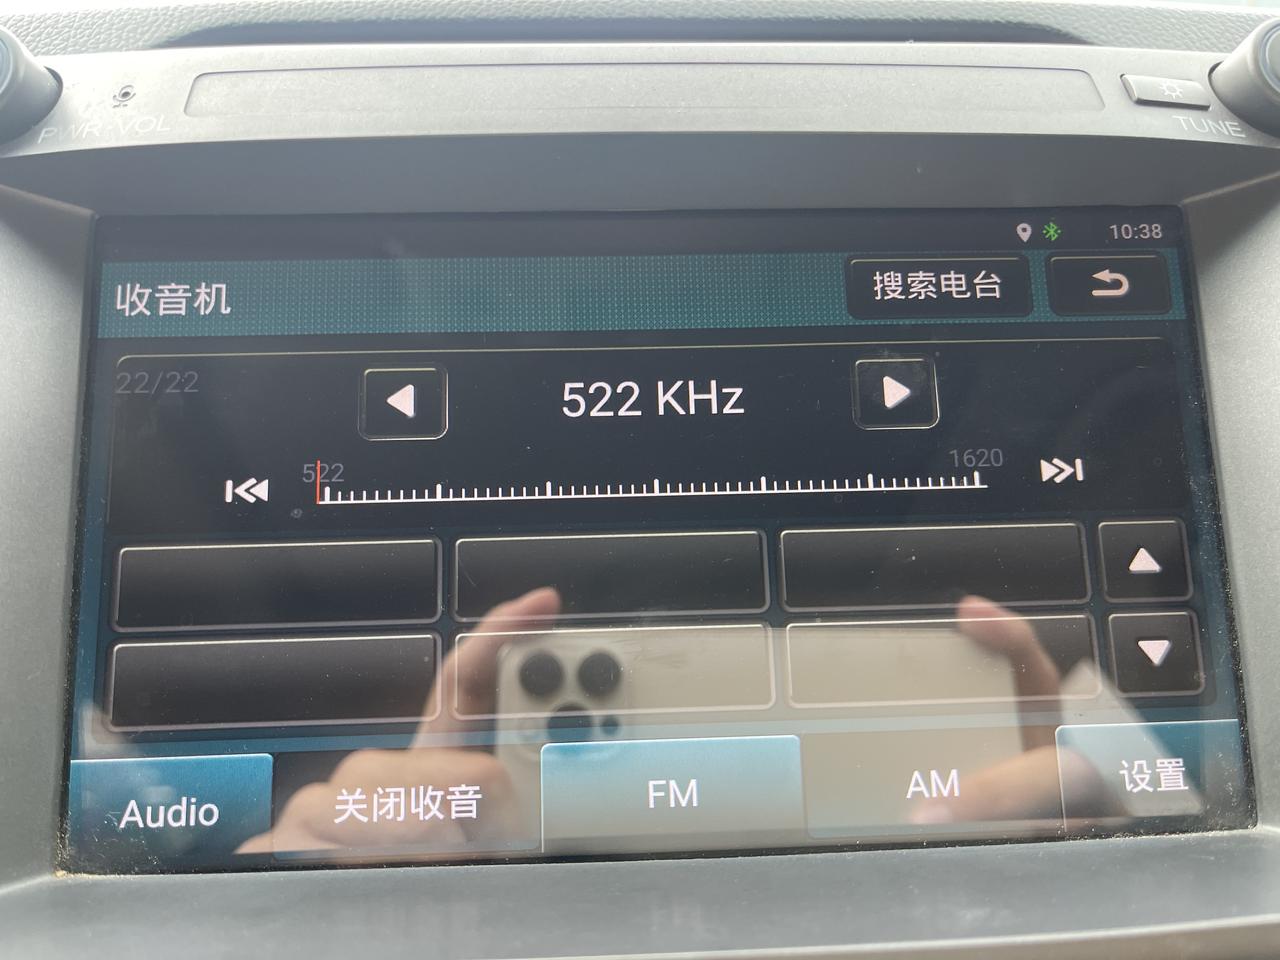 PWR·VOL
TUNE
10:38
收音机
搜索电台
22/22
522 KHz
522
1620
Audio
关闭收音
FM
AM
设置